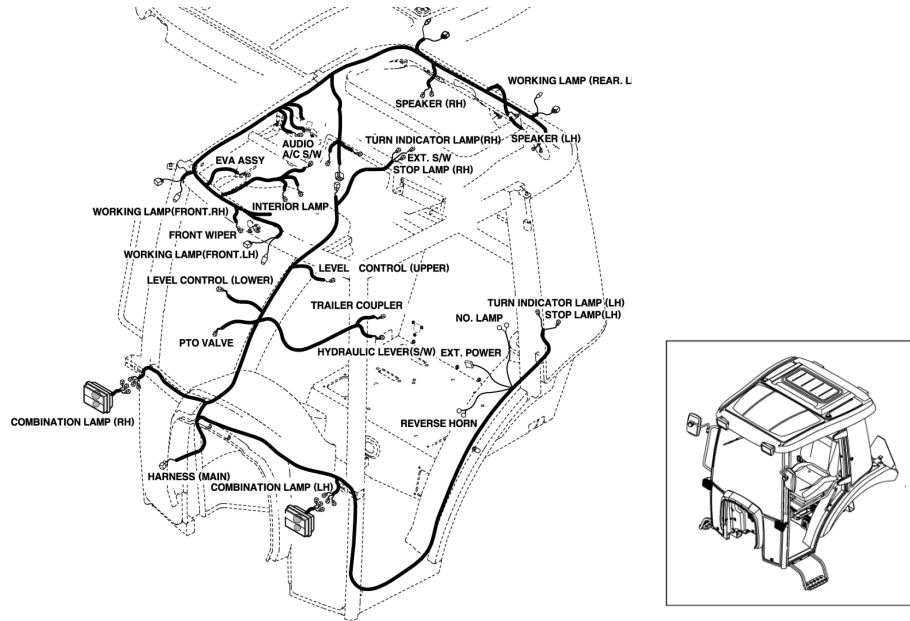 WORKING LAMP (REAR. L
SPEAKER (RH)
SPEAKER (LH)
TURN INDICATOR LAMP(RH)
AUDIO
A/C S/W
EXT. S/W
STOP LAMP (RH)
EVA ASSY
INTERIOR LAMP
WORKING LAMP(FRONT.RH)
FRONT WIPER
WORKING LAMP(FRONT.LH)
LEVEL CONTROL (UPPER)
LEVEL CONTROL (LOWER)
TRAILER COUPLER
TURN INDICATOR LAMP (LH)
STOP LAMP(LH)
NO. LAMP
PTO VALVE
HYDRAULIC LEVER(S/W)
EXT. POWER
COMBINATION LAMP (RH)
REVERSE HORN
HARNESS (MAIN)
COMBINATION LAMP (LH)